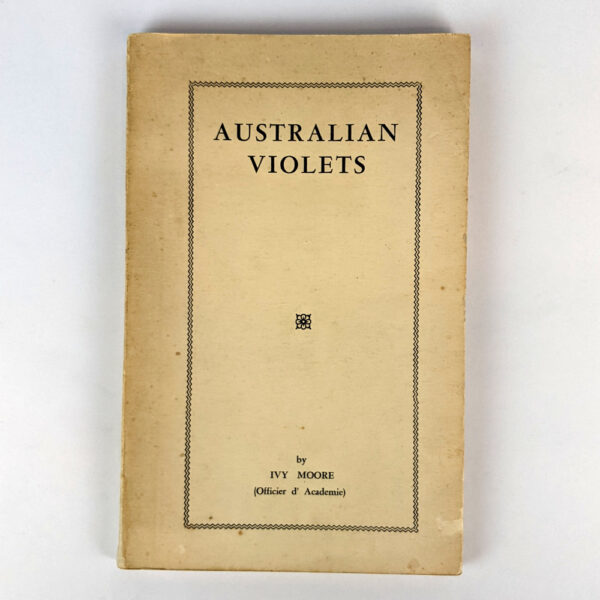 AUSTRALIAN
VIOLETS
by
IVY MOORE
(Officier d' Academie)